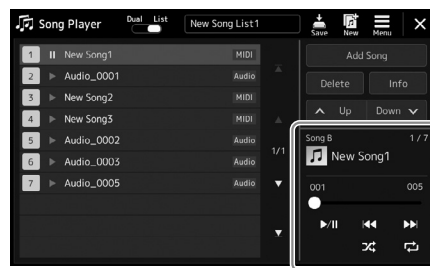 Song Player
Dual List
New Song List1
Save
New
Menu
1 New Song1 MIDI
2 Audio_0001 Audio
3 New Song2 MIDI
4 New Song3 MIDI
5 Audio_0002 Audio
6 Audio_0003 Audio
7 Audio_0005 Audio
1/1
Add Song
Delete Info
Up Down
Song B 1 / 7
New Song1
001 005